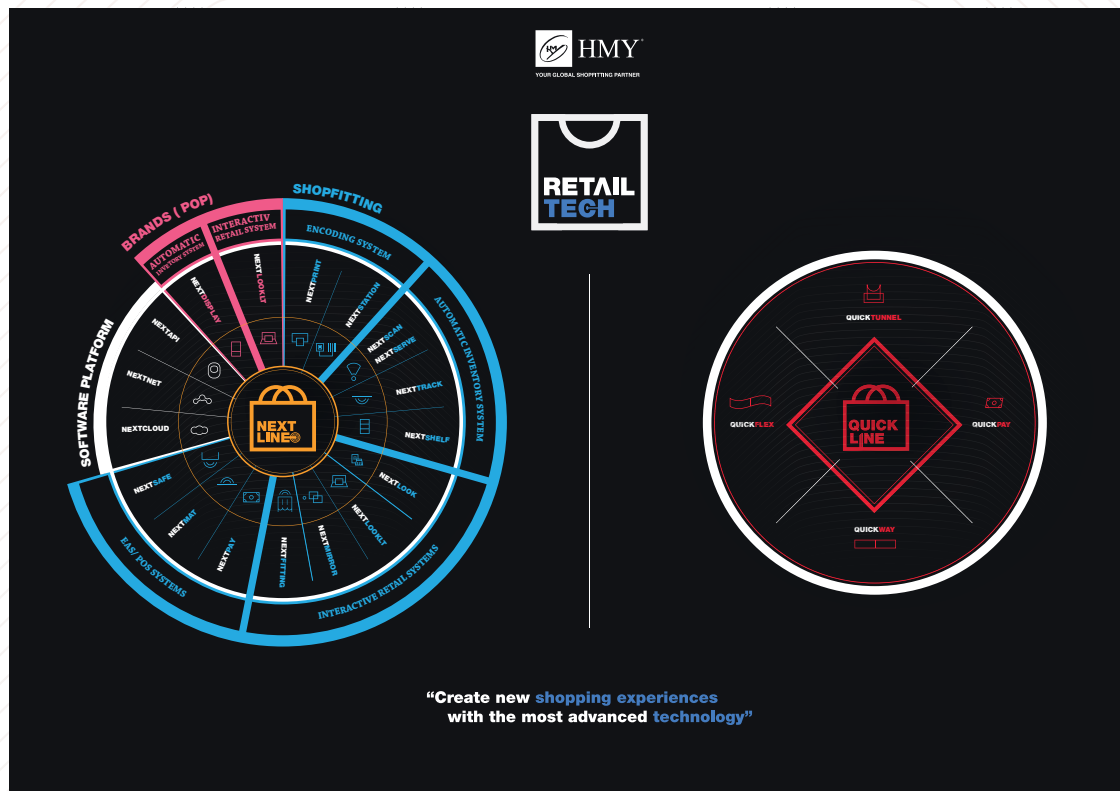 HM
HMY®
YOUR GLOBAL SHOPFITTING PARTNER
RETAIL
TECH
BRANDS ( POP)
SHOPFITTING
SOFTWARE PLATFORM
AUTOMATIC
INVETORY SYSTEM
INTERACTIV
RETAIL SYSTEM
ENCODING SYSTEM
AUTOMATIC INVENTORY SYSTEM
INTERACTIVE RETAIL SYSTEMS
EAS/ POS SYSTEMS
NEXTDISPLAY
NEXTLOOKLT
NEXTPRINT
NEXTSTATION
NEXTSCAN
NEXTSERVE
NEXTTRACK
NEXTSHELF
NEXTLOOK
NEXTLOOKLT
NEXTMIRROR
NEXTFITTING
NEXTPAY
NEXTMAT
NEXTSAFE
NEXTCLOUD
NEXTNET
NEXTAPI
NEXT
LINE
QUICKTUNNEL
QUICKFLEX
QUICK
LINE
QUICKPAY
QUICKWAY
“Create new shopping experiences
with the most advanced technology”